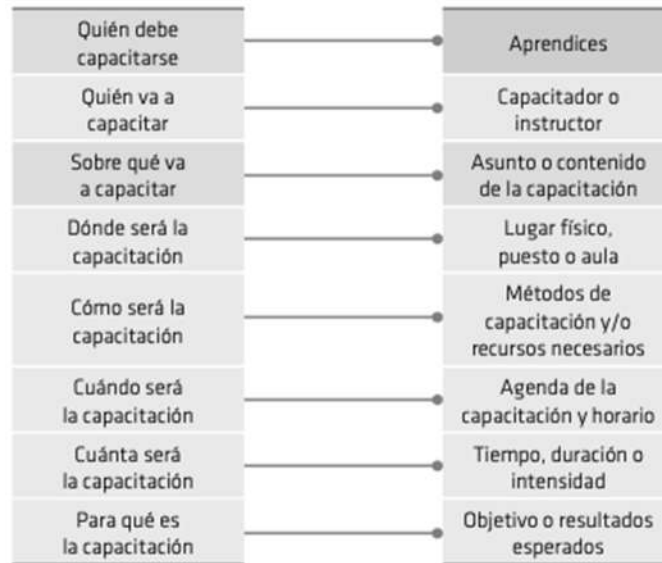 Quién debe
capacitarse
Aprendices
Quién va a
capacitar
Capacitador o
instructor
Sobre qué va
a capacitar
Asunto o contenido
de la capacitación
Dónde será la
capacitación
Lugar físico,
puesto o aula
Cómo será la
capacitación
Métodos de
capacitación y/o
recursos necesarios
Cuándo será
la capacitación
Agenda de la
capacitación y horario
Cuánta será
la capacitación
Tiempo, duración o
intensidad
Para qué es
la capacitación
Objetivo o resultados
esperados